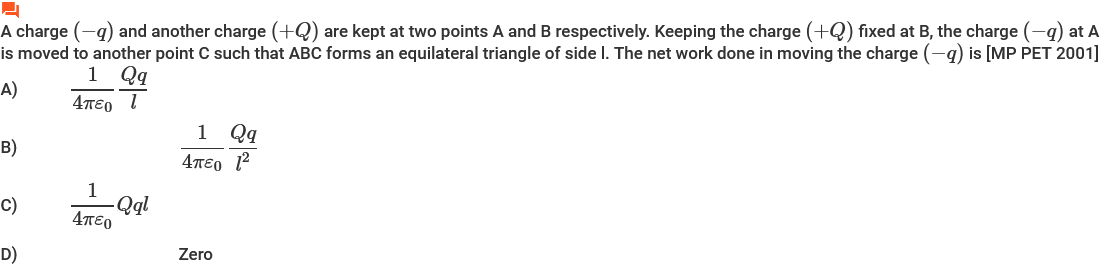 A charge $(-q)$ and another charge $(+Q)$ are kept at two points A and B respectively. Keeping the charge $(+Q)$ fixed at B, the charge $(-q)$ at A
is moved to another point C such that ABC forms an equilateral triangle of side l. The net work done in moving the charge $(-q)$ is [MP PET 2001]
A) $\frac{1}{4\pi\varepsilon_0}\frac{Qq}{l}$
B) $\frac{1}{4\pi\varepsilon_0}\frac{Qq}{l^2}$
C) $\frac{1}{4\pi\varepsilon_0}Qql$
D) Zero